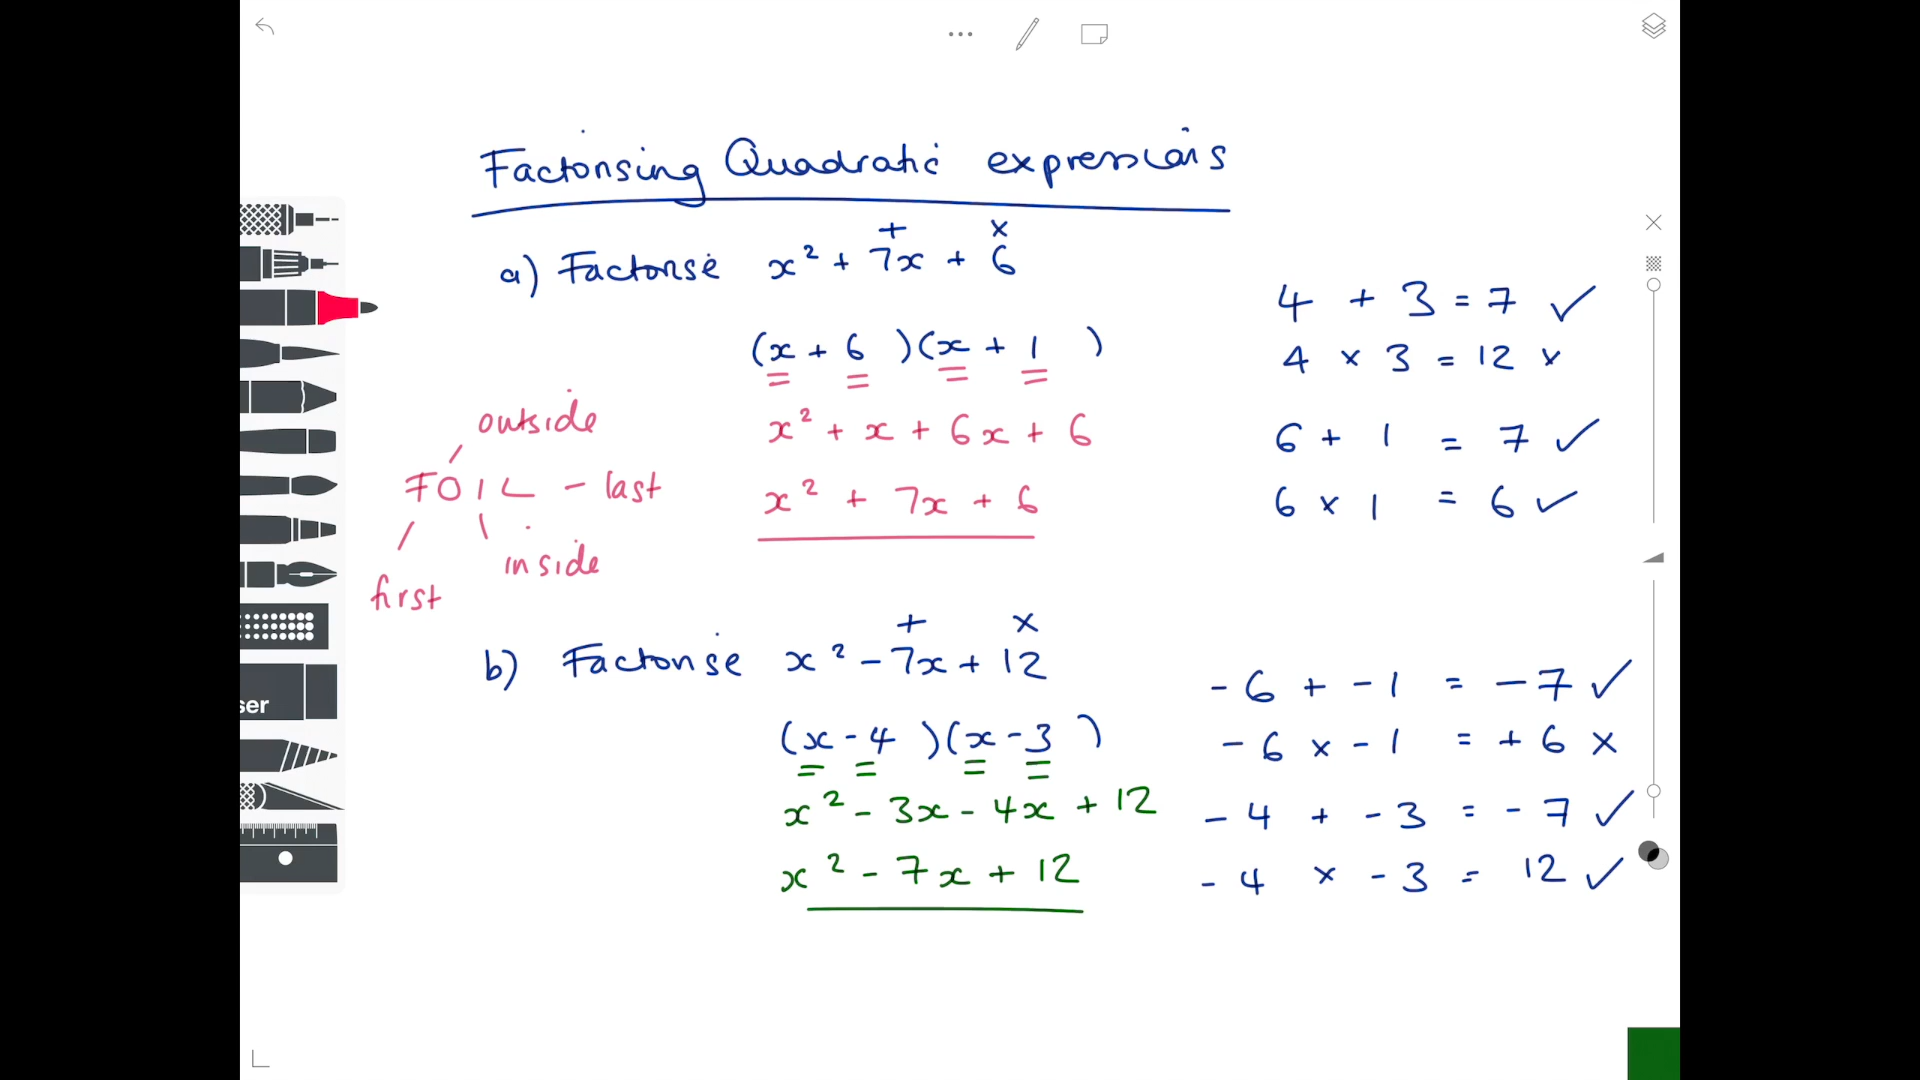 Factorising Quadratic expressions
+ x
a) Factorise x² + 7x + 6
(x + 6 )(x + 1 )
x² + x + 6x + 6
x² + 7x + 6
outside
FOIL - last
inside
first
4 + 3 = 7 ✓
4 x 3 = 12 x
6 + 1 = 7 ✓
6 x 1 = 6 ✓
+ x
b) Factorise x² - 7x + 12
(x - 4 )(x - 3 )
x² - 3x - 4x + 12
x² - 7x + 12
- 6 + - 1 = - 7 ✓
- 6 x - 1 = + 6 x
- 4 + - 3 = - 7 ✓
- 4 x - 3 = 12 ✓
ser